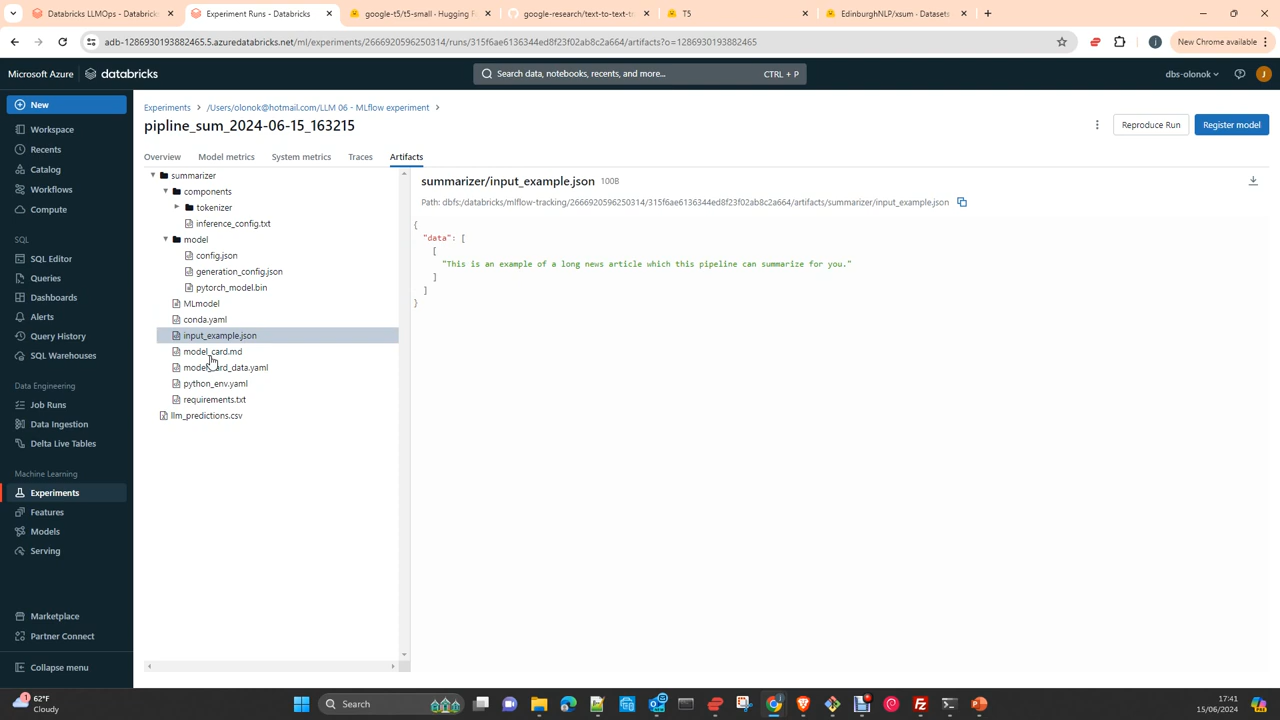 Databricks LLMOps - Databricks
Experiment Runs - Databricks
google-t5/t5-small - Hugging F
google-research/text-to-text-t
T5
EdinburghNLP/xsum - Datasets
adb-1286930193882465.5.azuredatabricks.net/ml/experiments/2666920596250314/runs/315f6ae6136344ed8f23f02ab8c2a664/artifacts?o=1286930193882465
New Chrome available
Microsoft Azure
databricks
Search data, notebooks, recents, and more...
CTRL + P
dbs-olonok
J
New
Workspace
Recents
Catalog
Workflows
Compute
SQL
SQL Editor
Queries
Dashboards
Alerts
Query History
SQL Warehouses
Data Engineering
Job Runs
Data Ingestion
Delta Live Tables
Machine Learning
Experiments
Features
Models
Serving
Marketplace
Partner Connect
Collapse menu
Experiments > /Users/olonok@hotmail.com/LLM 06 - MLflow experiment >
pipline_sum_2024-06-15_163215
Reproduce Run
Register model
Overview
Model metrics
System metrics
Traces
Artifacts
summarizer
components
tokenizer
inference_config.txt
model
config.json
generation_config.json
pytorch_model.bin
MLmodel
conda.yaml
input_example.json
model_card.md
model_card_data.yaml
python_env.yaml
requirements.txt
llm_predictions.csv
summarizer/input_example.json 100B
Path: dbfs:/databricks/mlflow-tracking/2666920596250314/315f6ae6136344ed8f23f02ab8c2a664/artifacts/summarizer/input_example.json
{
"data": [
[
"This is an example of a long news article which this pipeline can summarize for you."
]
]
}
1
62°F
Cloudy
Search
17:41
15/06/2024